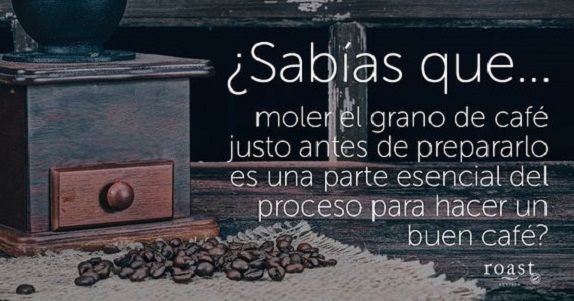 ¿Sabías que...
moler el grano de café
justo antes de prepararlo
es una parte esencial del
proceso para hacer un
buen café?
roast